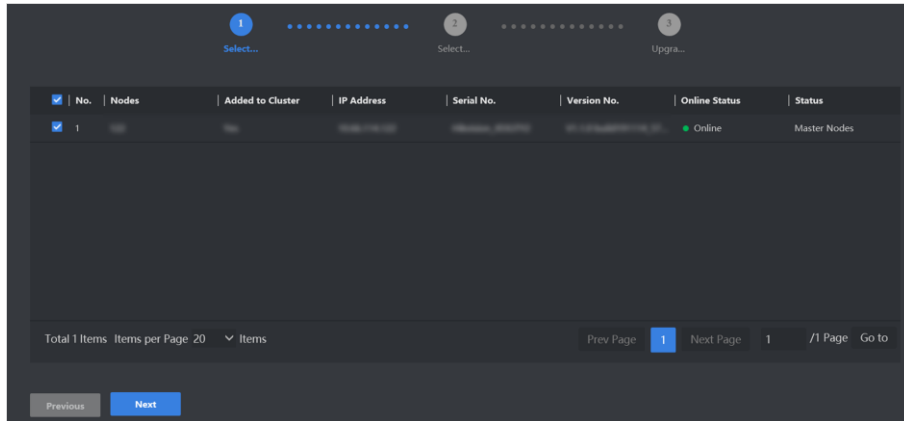 1 2 3
Select... Select... Upgra...
No. Nodes Added to Cluster IP Address Serial No. Version No. Online Status Status
1 Online Master Nodes
Total 1 Items Items per Page 20 Items Prev Page 1 Next Page 1 /1 Page Go to
Previous Next